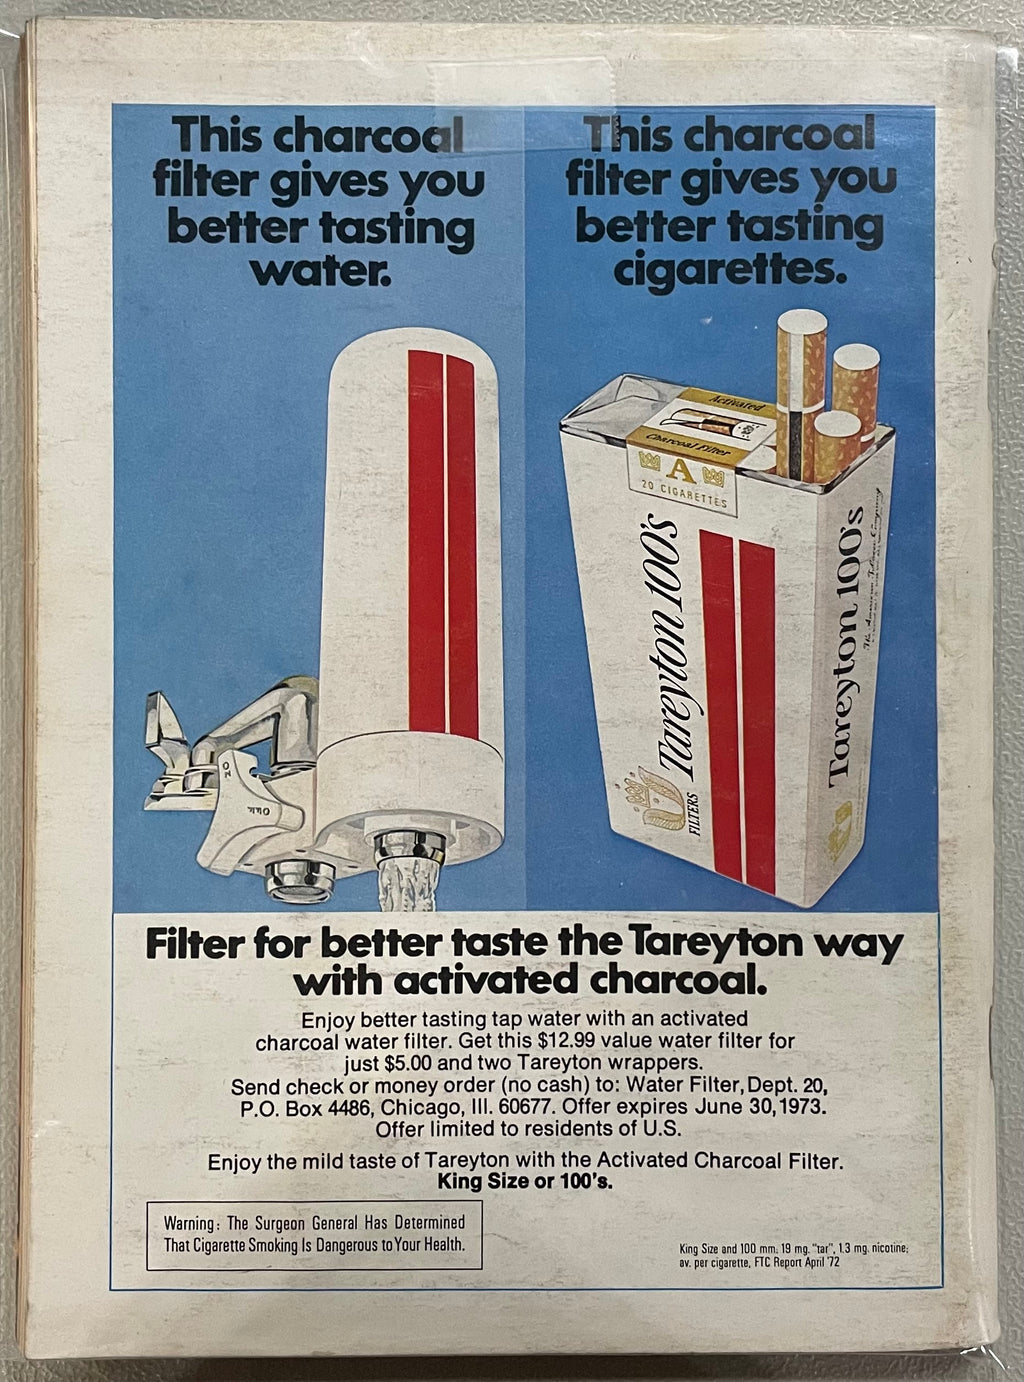 This charcoal
filter gives you
better tasting
water.
This charcoal
filter gives you
better tasting
cigarettes.
ON
Activated
Charcoal Filter
A
20 CIGARETTES
FILTERS Tareyton 100's
Tareyton 100's
The American Tobacco Company
Filter for better taste the Tareyton way
with activated charcoal.
Enjoy better tasting tap water with an activated
charcoal water filter. Get this $12.99 value water filter for
just $5.00 and two Tareyton wrappers.
Send check or money order (no cash) to: Water Filter, Dept. 20,
P.O. Box 4486, Chicago, Ill. 60677. Offer expires June 30, 1973.
Offer limited to residents of U.S.
Enjoy the mild taste of Tareyton with the Activated Charcoal Filter.
King Size or 100's.
Warning: The Surgeon General Has Determined
That Cigarette Smoking Is Dangerous to Your Health.
King Size and 100 mm: 19 mg. "tar", 1.3 mg. nicotine;
av. per cigarette, FTC Report April '72